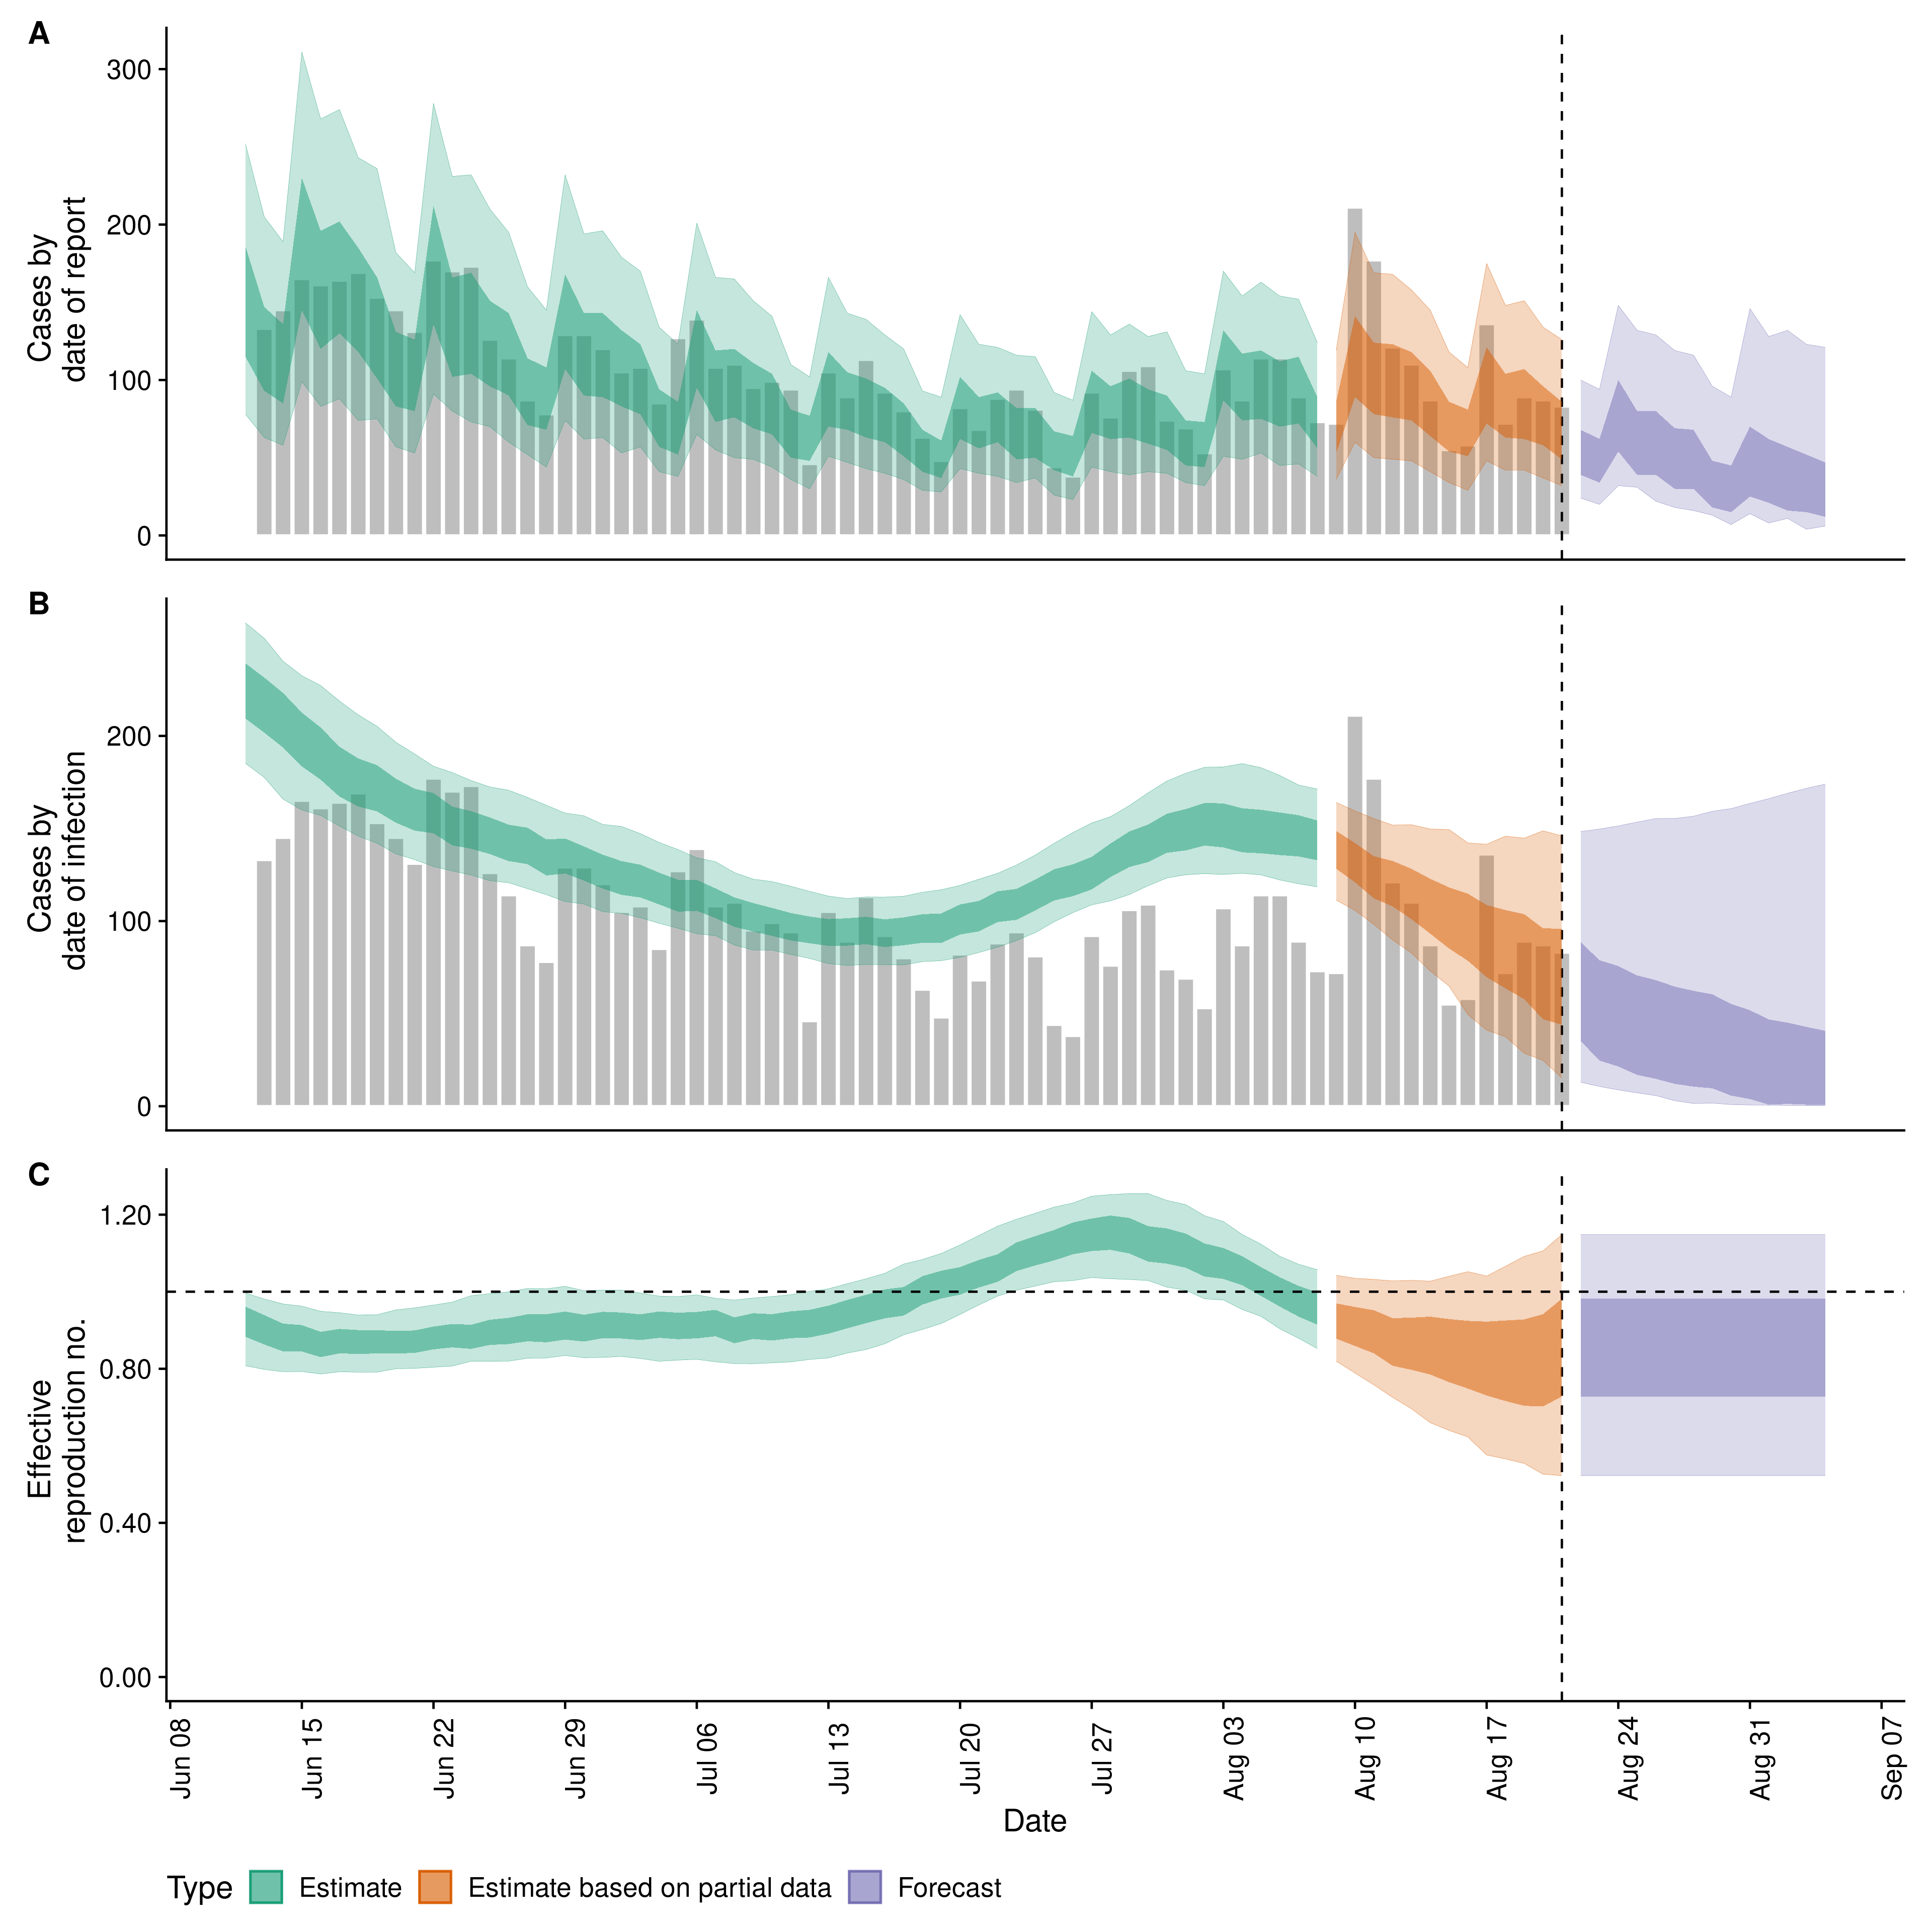 A
300
200
100
0
Cases by
date of report
B
200
100
0
Cases by
date of infection
C
1.20
0.80
0.40
0.00
Effective
reproduction no.
Jun 08
Jun 15
Jun 22
Jun 29
Jul 06
Jul 13
Jul 20
Jul 27
Aug 03
Aug 10
Aug 17
Aug 24
Aug 31
Sep 07
Date
Type Estimate Estimate based on partial data Forecast